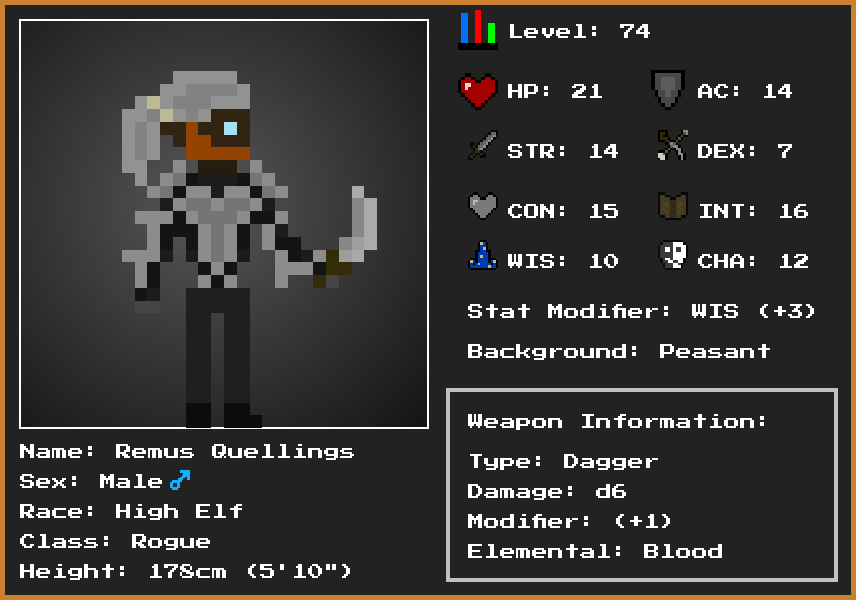 Level: 74
HP: 21 AC: 14
STR: 14 DEX: 7
CON: 15 INT: 16
WIS: 10 CHA: 12
Stat Modifier: WIS (+3)
Background: Peasant
Weapon Information:
Type: Dagger
Damage: d6
Modifier: (+1)
Elemental: Blood
Name: Remus Quellings
Sex: Male♂
Race: High Elf
Class: Rogue
Height: 178cm (5'10")